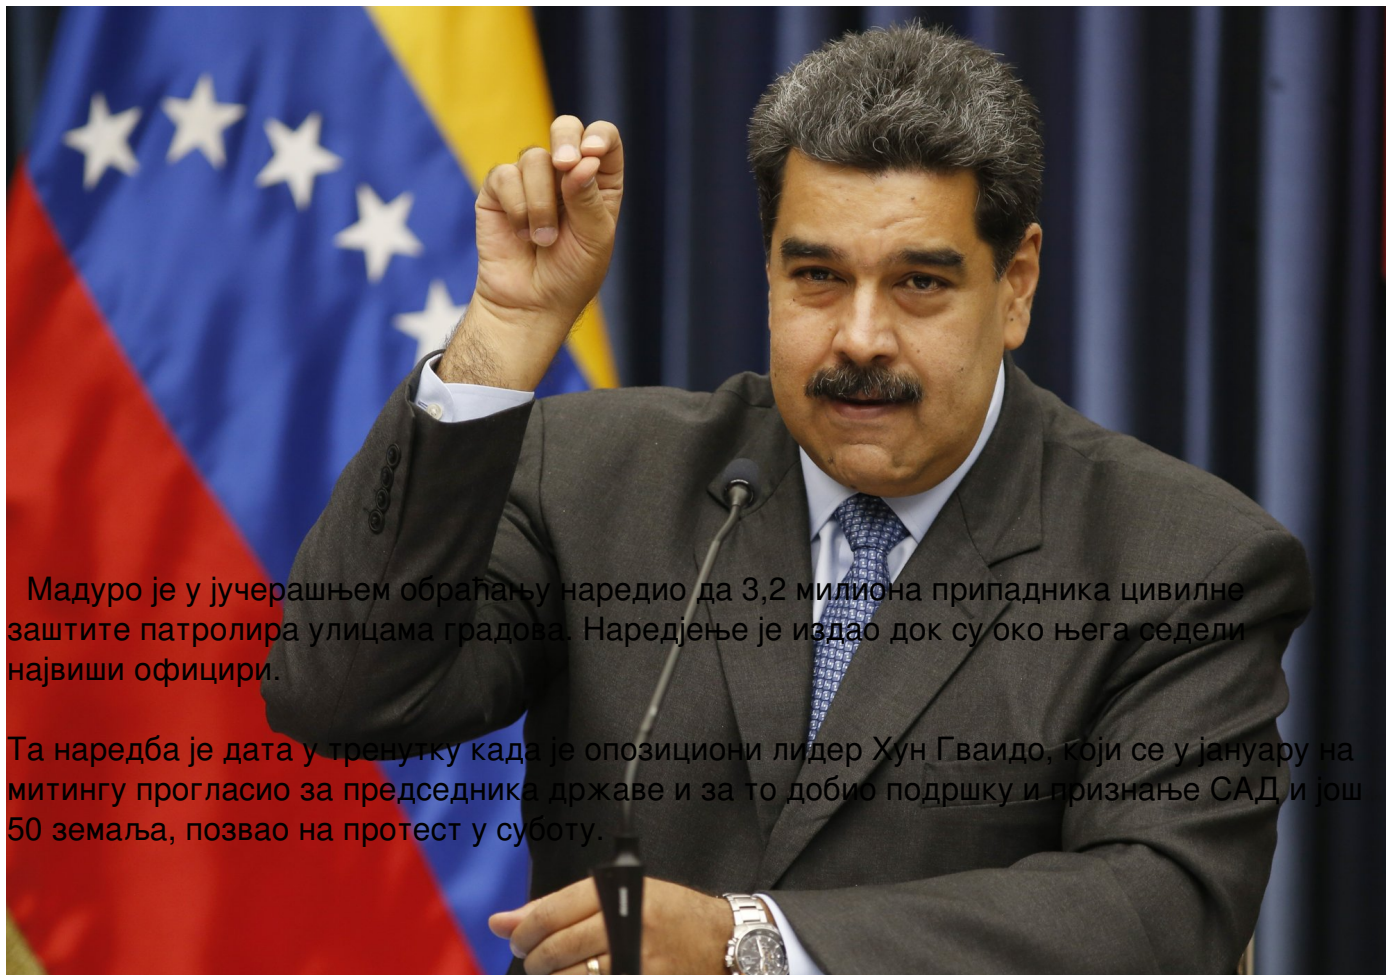 Мадуро је у јучерашњем обраћању наредио да 3,2 милиона припадника цивилне
заштите патролира улицама градова. Наредјење је издао док су око њега седели
највиши официри.
Та наредба је дата у тренутку када је опозициони лидер Хун Гваидо, који се у јануару на
митингу прогласио за председника државе и за то добио подршку и признање САД и још
50 земаља, позвао на протест у суботу.